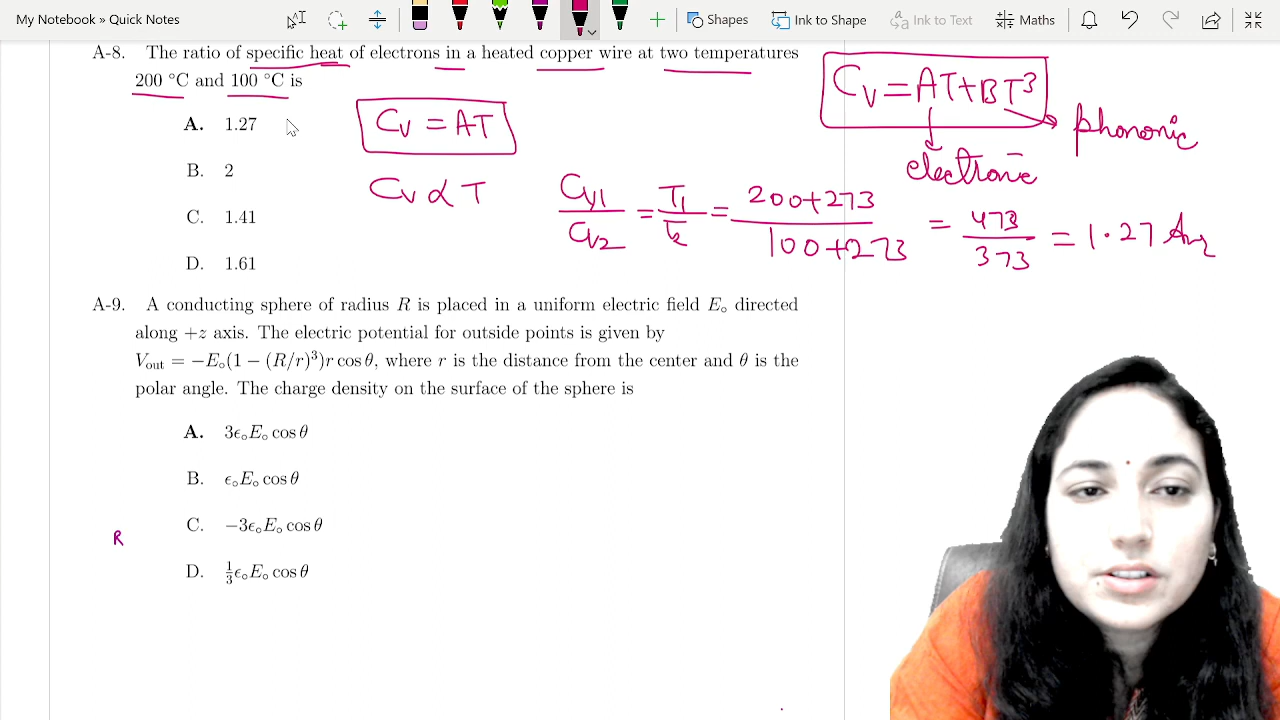 My Notebook » Quick Notes
Shapes
Ink to Shape
Ink to Text
Maths
A-8. The ratio of specific heat of electrons in a heated copper wire at two temperatures
200 °C and 100 °C is
A. 1.27
B. 2
C. 1.41
D. 1.61
Cv = AT
Cv ∝ T
Cv = AT+BT³
electronic
phononic
Cv1/Cv2 = T1/T2 = 200+273/100+273 = 473/373 = 1.27 Ans
A-9. A conducting sphere of radius R is placed in a uniform electric field E∘ directed
along +z axis. The electric potential for outside points is given by
Vout = −E∘(1 − (R/r)³)r cos θ, where r is the distance from the center and θ is the
polar angle. The charge density on the surface of the sphere is
A. 3ϵ∘E∘ cos θ
B. ϵ∘E∘ cos θ
C. −3ϵ∘E∘ cos θ
D. 1/3 ϵ∘E∘ cos θ
R